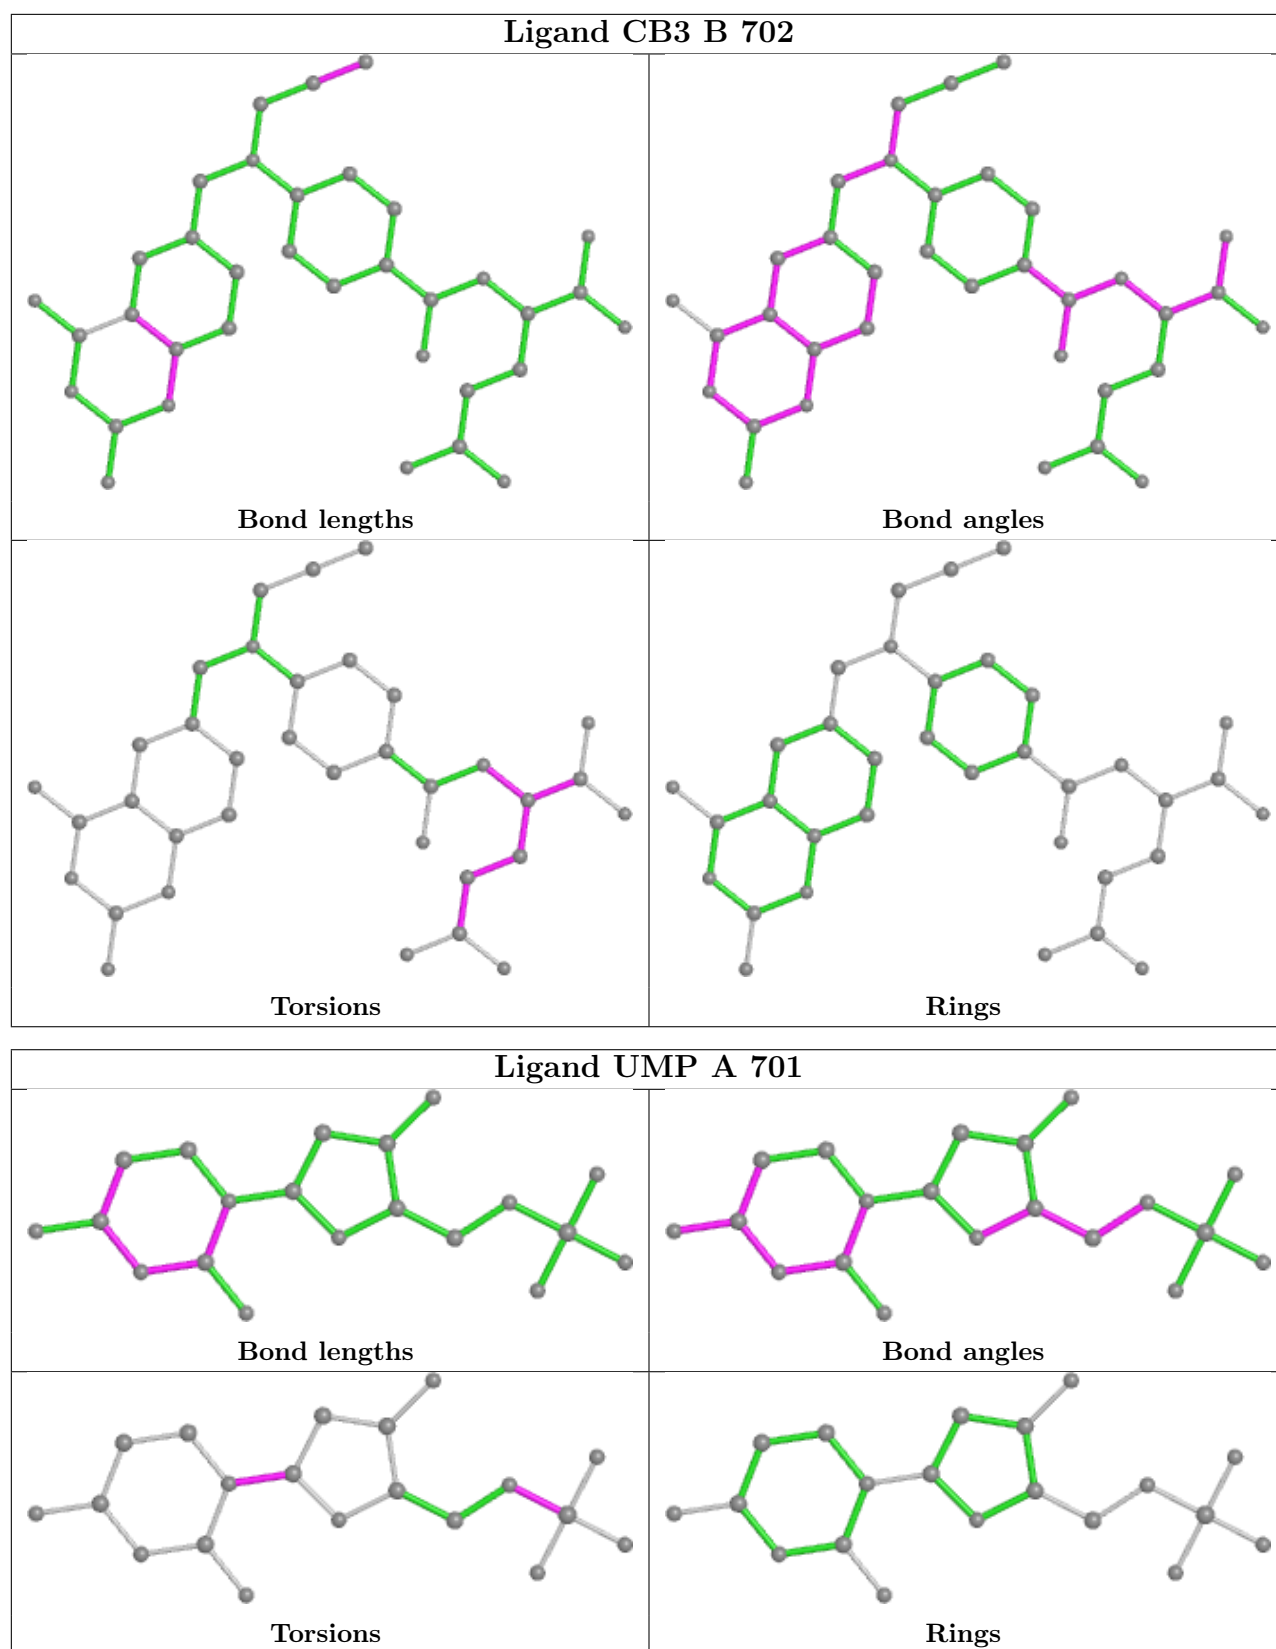 Ligand CB3 B 702
Bond lengths
Bond angles
Torsions
Rings
Ligand UMP A 701
Bond lengths
Bond angles
Torsions
Rings